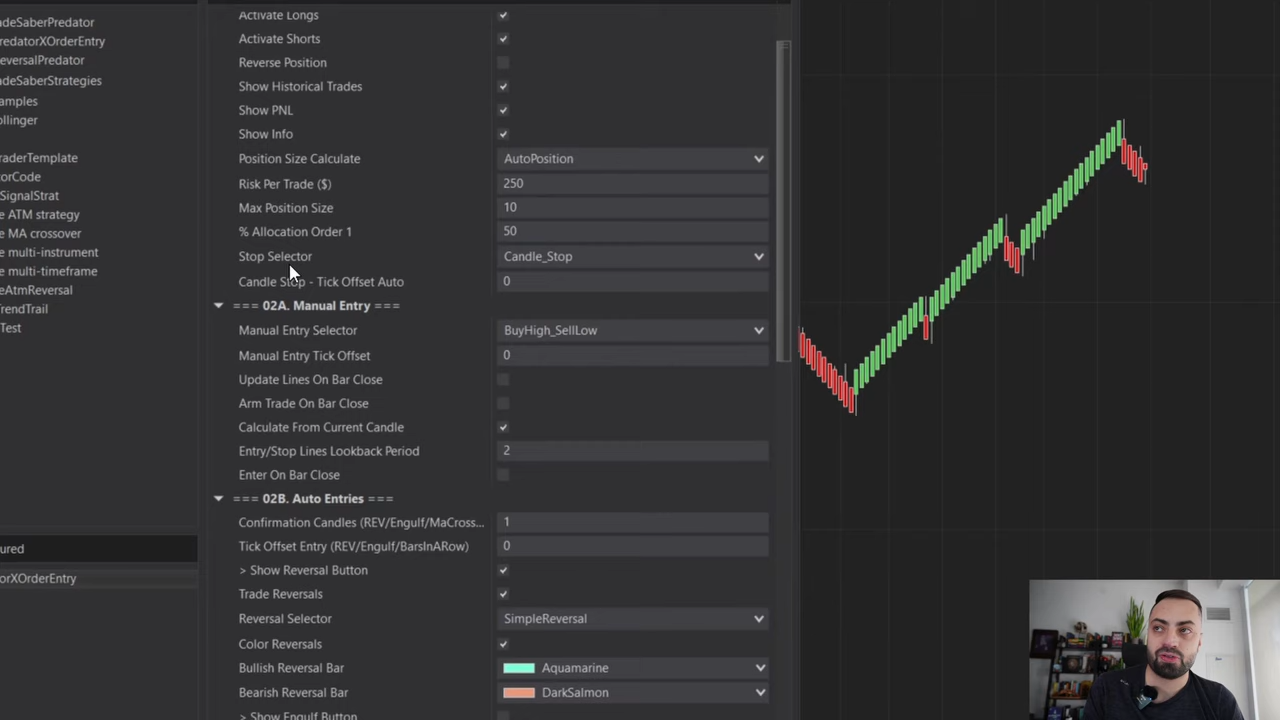 adeSaberPredator
redatorXOrderEntry
eversalPredator
adeSaberStrategies
amples
ollinger
raderTemplate
torCode
SignalStrat
e ATM strategy
e MA crossover
e multi-instrument
e multi-timeframe
eAtmReversal
TrendTrail
Test
ured
orXOrderEntry
Activate Longs
Activate Shorts
Reverse Position
Show Historical Trades
Show PNL
Show Info
Position Size Calculate AutoPosition
Risk Per Trade ($) 250
Max Position Size 10
% Allocation Order 1 50
Stop Selector Candle_Stop
Candle Stop - Tick Offset Auto 0
=== 02A. Manual Entry ===
Manual Entry Selector BuyHigh_SellLow
Manual Entry Tick Offset 0
Update Lines On Bar Close
Arm Trade On Bar Close
Calculate From Current Candle
Entry/Stop Lines Lookback Period 2
Enter On Bar Close
=== 02B. Auto Entries ===
Confirmation Candles (REV/Engulf/MaCross... 1
Tick Offset Entry (REV/Engulf/BarsInARow) 0
> Show Reversal Button
Trade Reversals
Reversal Selector SimpleReversal
Color Reversals
Bullish Reversal Bar Aquamarine
Bearish Reversal Bar DarkSalmon
> Show Engulf Button